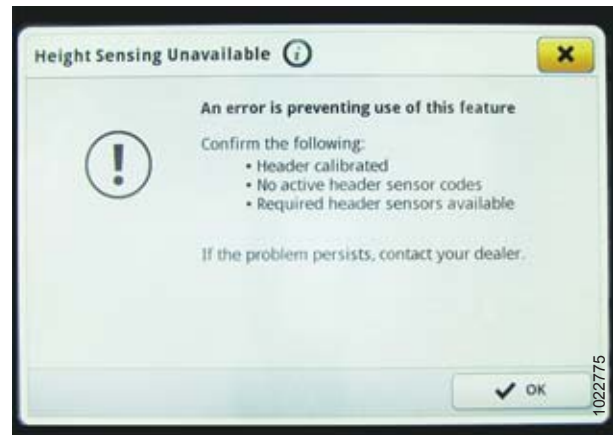 Height Sensing Unavailable
An error is preventing use of this feature
Confirm the following:
• Header calibrated
• No active header sensor codes
• Required header sensors available
If the problem persists, contact your dealer.
OK
1022775